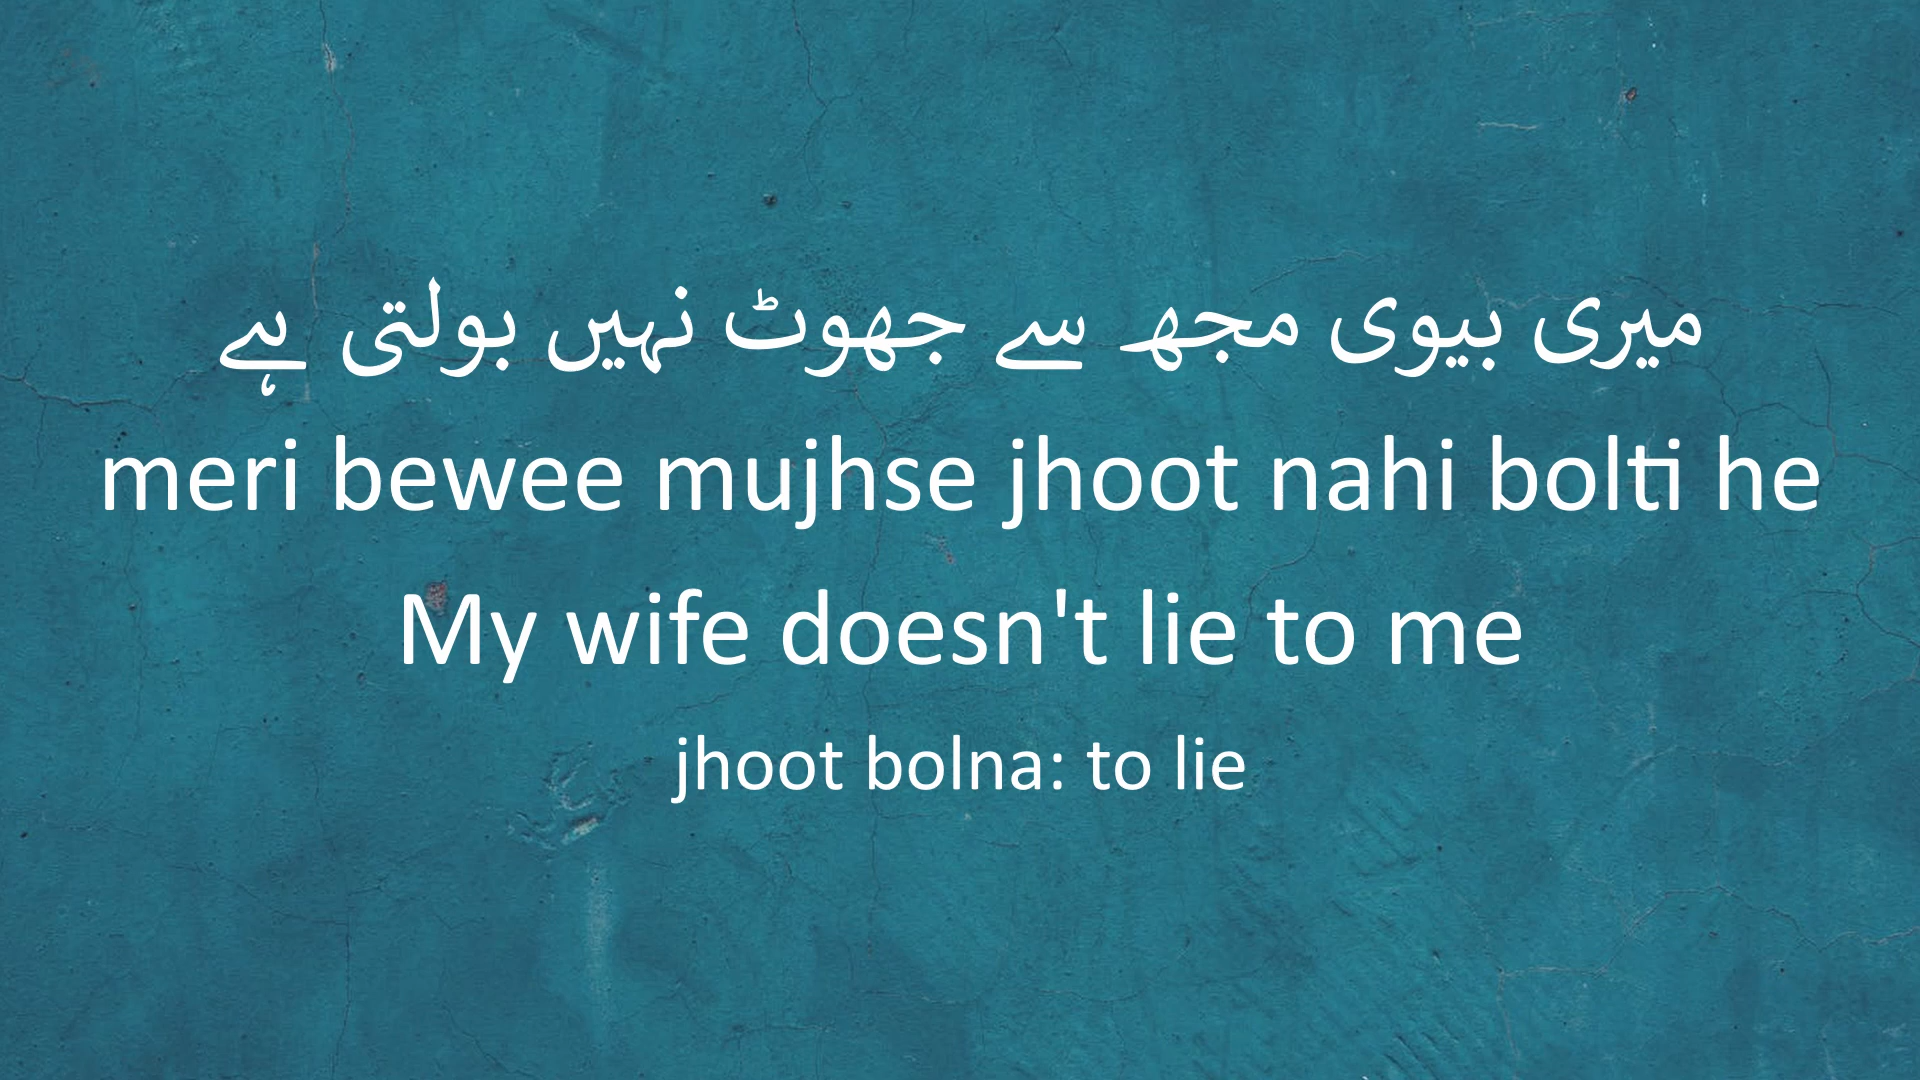 میری بیوی مجھ سے جھوٹ نہیں بولتی ہے
meri bewee mujhse jhoot nahi bolti he
My wife doesn't lie to me
jhoot bolna: to lie